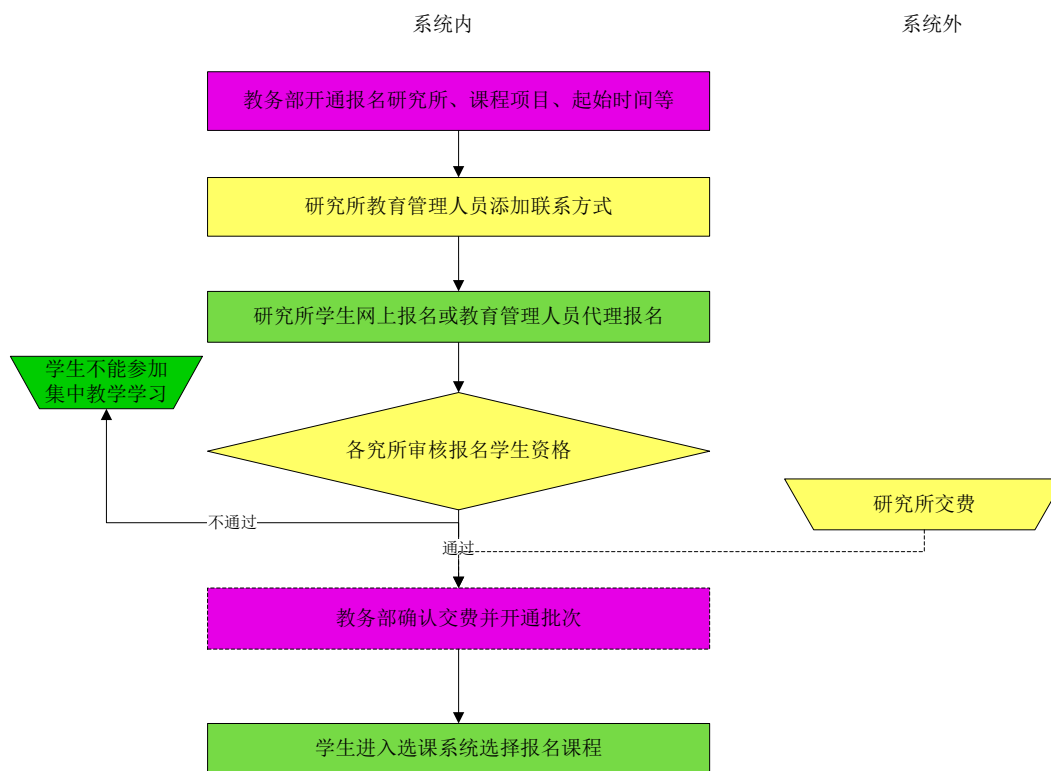 系统内
系统外
教务部开通报名研究所、课程项目、起始时间等
研究所教育管理人员添加联系方式
研究所学生网上报名或教育管理人员代理报名
学生不能参加
集中教学学习
各究所审核报名学生资格
研究所交费
不通过
通过
教务部确认交费并开通批次
学生进入选课系统选择报名课程